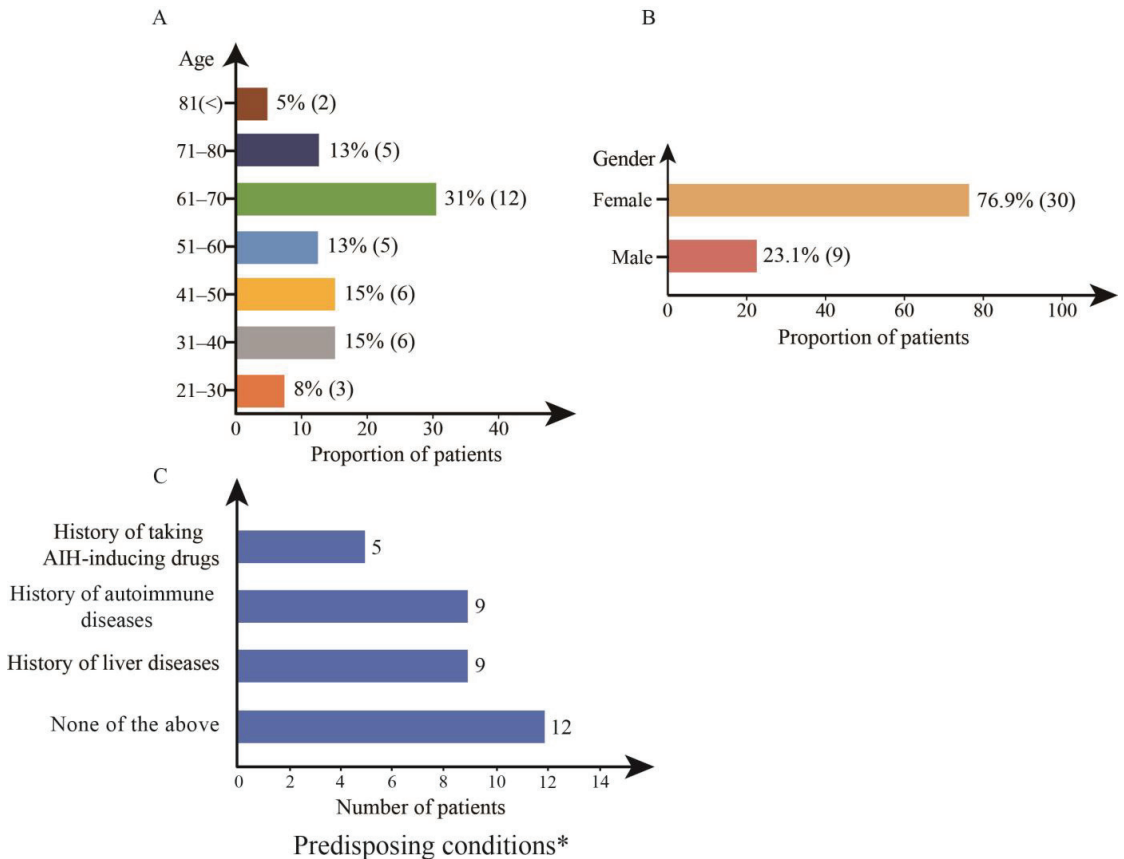 A
Age
81(<)
5% (2)
71–80
13% (5)
61–70
31% (12)
51–60
13% (5)
41–50
15% (6)
31–40
15% (6)
21–30
8% (3)
0 10 20 30 40
Proportion of patients
B
Gender
Female
76.9% (30)
Male
23.1% (9)
0 20 40 60 80 100
Proportion of patients
C
History of taking
AIH-inducing drugs
5
History of autoimmune
diseases
9
History of liver diseases
9
None of the above
12
0 2 4 6 8 10 12 14
Number of patients
Predisposing conditions*